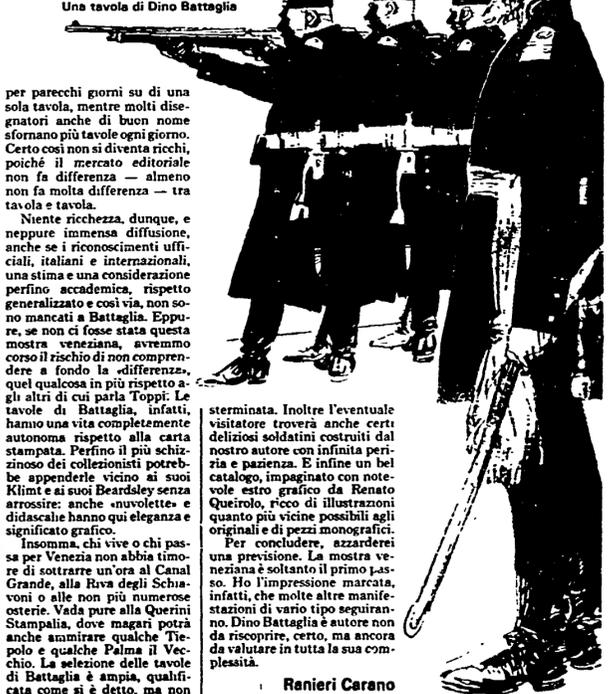 Una tavola di Dino Battaglia
per parecchi giorni su di una
sola tavola, mentre molti dise-
gnatori anche di buon nome
sfornano più tavole ogni giorno.
Certo così non si diventa ricchi,
poiché il mercato editoriale
non fa differenza — almeno
non fa molta differenza — tra
tavola e tavola.
Niente ricchezza, dunque, e
neppure immensa diffusione,
anche se i riconoscimenti uffi-
ciali, italiani e internazionali,
una stima e una considerazione
perfino accademica, rispetto
generalizzato e così via, non so-
no mancati a Battaglia. Eppu-
re, se non ci fosse stata questa
mostra veneziana, avremmo
corso il rischio di non compren-
dere a fondo la «differenza»,
quel qualcosa in più rispetto a-
gli altri di cui parla Toppi: Le
tavole di Battaglia, infatti,
hanno una vita completamente
autonoma rispetto alla carta
stampata. Perfino il più schiz-
zinoso dei collezionisti potreb-
be appenderle vicino ai suoi
Klimt e ai suoi Beardsley senza
arrossire: anche «nuvolette» e
didascalie hanno qui eleganza e
significato grafico.
Insomma, chi vive o chi pas-
sa per Venezia non abbia timo-
re di sottrarre un'ora al Canal
Grande, alla Riva degli Schia-
voni o alle non più numerose
osterie. Vada pure alla Querini
Stampalia, dove magari potrà
anche ammirare qualche Tie-
polo e qualche Palma il Vec-
chio. La selezione delle tavole
di Battaglia è ampia, qualifi-
cata come si è detto, ma non
sterminata. Inoltre l'eventuale
visitatore troverà anche certi
deliziosi soldatini costruiti dal
nostro autore con infinita peri-
zia e pazienza. E infine un bel
catalogo, impaginato con note-
vole estro grafico da Renato
Queirolo, ricco di illustrazioni
quanto più vicine possibili agli
originali e di pezzi monografici.
Per concludere, azzarderei
una previsione. La mostra ve-
neziana è soltanto il primo pas-
so. Ho l'impressione marcata,
infatti, che molte altre manife-
stazioni di vario tipo seguiran-
no. Dino Battaglia è autore non
da riscoprire, certo, ma ancora
da valutare in tutta la sua com-
plessità.
Ranieri Carano